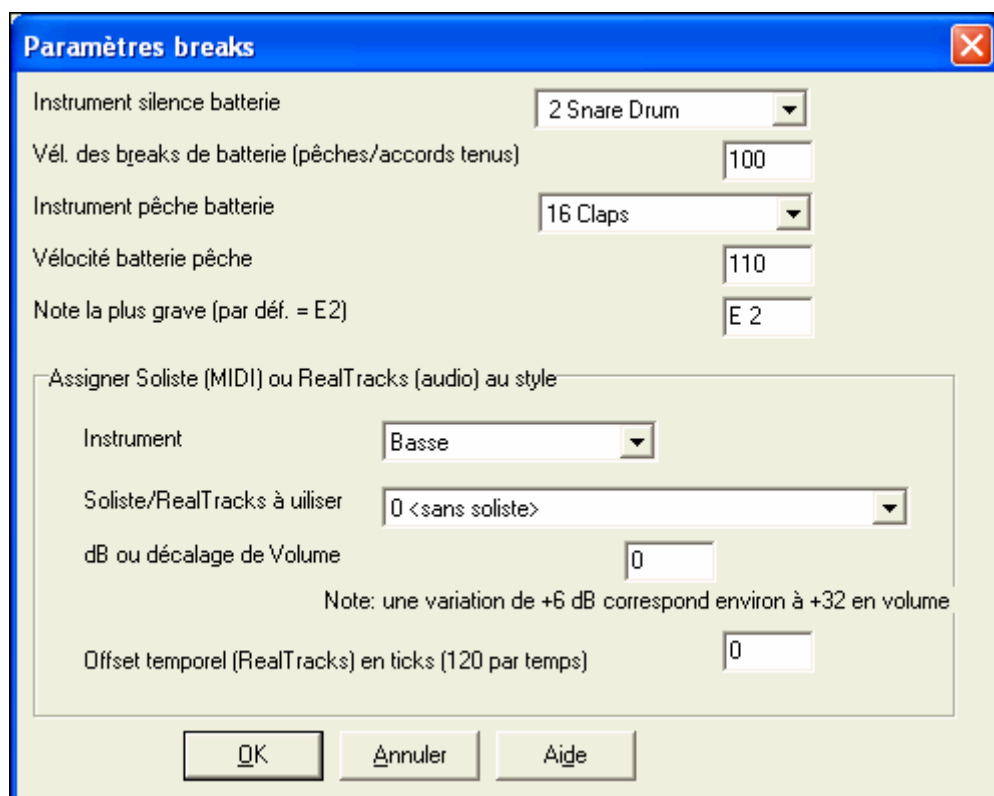 Paramètres breaks
Instrument silence batterie 2 Snare Drum
Vél. des breaks de batterie (pêches/accords tenus) 100
Instrument pêche batterie 16 Claps
Vélocité batterie pêche 110
Note la plus grave (par déf. = E2) E 2
Assigner Soliste (MIDI) ou RealTracks (audio) au style
Instrument Basse
Soliste/RealTracks à uiliser 0 <sans soliste>
dB ou décalage de Volume 0
Note: une variation de +6 dB correspond environ à +32 en volume
Offset temporel (RealTracks) en ticks (120 par temps) 0
OK Annuler Aide